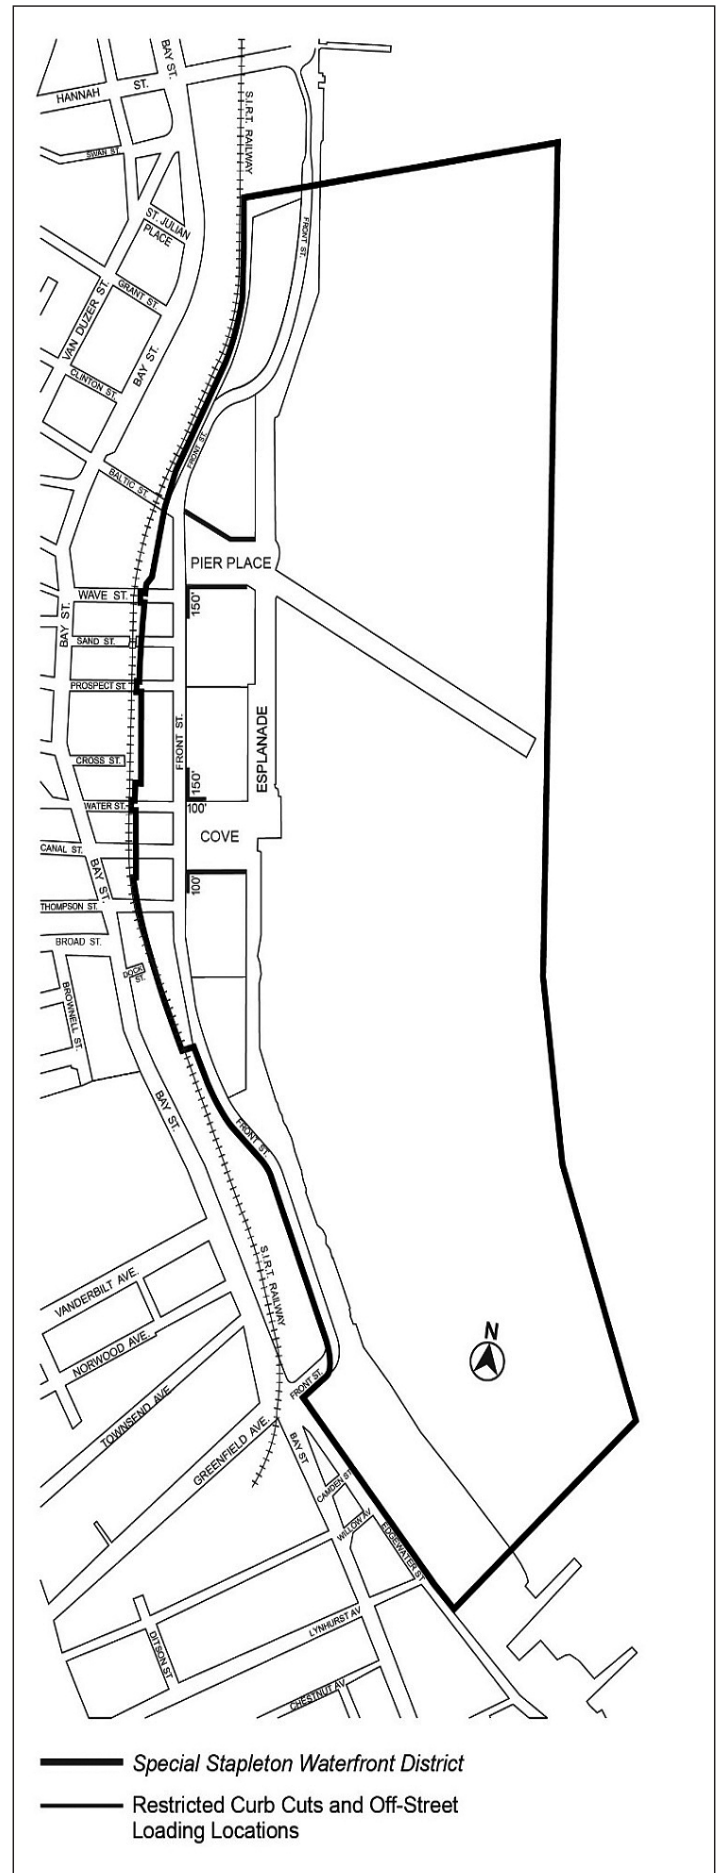 BAY ST.
HANNAH ST.
S.I.R.T. RAILWAY
SWAN ST.
ST. JULIAN
PLACE
FRONT ST.
GRANT ST.
VAN DUZER ST.
BAY ST.
CLINTON ST.
FRONT ST.
BALTIC ST.
PIER PLACE
WAVE ST.
150'
BAY ST.
SAND ST.
PROSPECT ST.
FRONT ST.
ESPLANADE
CROSS ST.
150'
WATER ST.
100'
COVE
CANAL ST.
BAY ST.
100'
THOMPSON ST.
BROAD ST.
DOCK
ST.
BROWNELL ST.
BAY ST.
FRONT ST.
S.I.R.T. RAILWAY
VANDERBILT AVE.
N
NORWOOD AVE.
FRONT ST.
TOWNSEND AVE
GREENFIELD AVE.
BAY ST
CAMDEN ST
WILLOW AV
EDGEWATER ST
LYNHURST AV
DITSON ST
CHESTNUT AV
Special Stapleton Waterfront District
Restricted Curb Cuts and Off-Street
Loading Locations